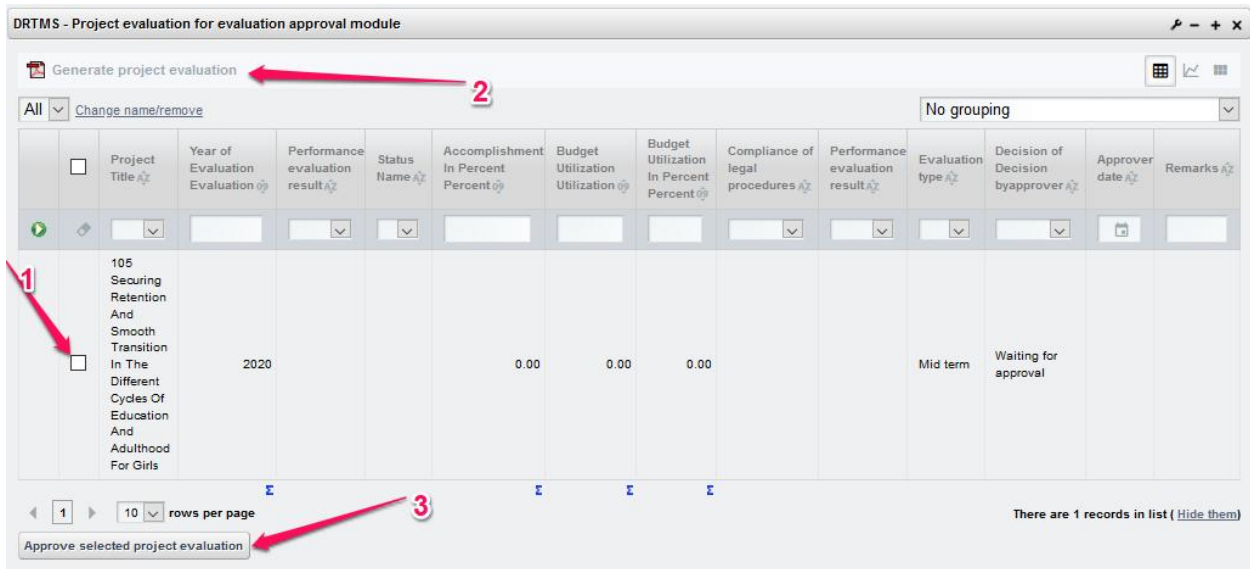 DRTMS - Project evaluation for evaluation approval module
Generate project evaluation
2
All
Change name/remove
No grouping
Project
Title
Year of
Evaluation
Evaluation
Performance
evaluation
result
Status
Name
Accomplishment
In Percent
Percent
Budget
Utilization
Utilization
Budget
Utilization
In Percent
Percent
Compliance of
legal
procedures
Performance
evaluation
result
Evaluation
type
Decision of
Decision
byapprover
Approver
date
Remarks
1
105
Securing
Retention
And
Smooth
Transition
In The
Different
Cycles Of
Education
And
Adulthood
For Girls
2020
0.00
0.00
0.00
Mid term
Waiting for
approval
Σ Σ Σ Σ
1
10 rows per page
3
There are 1 records in list ( Hide them)
Approve selected project evaluation